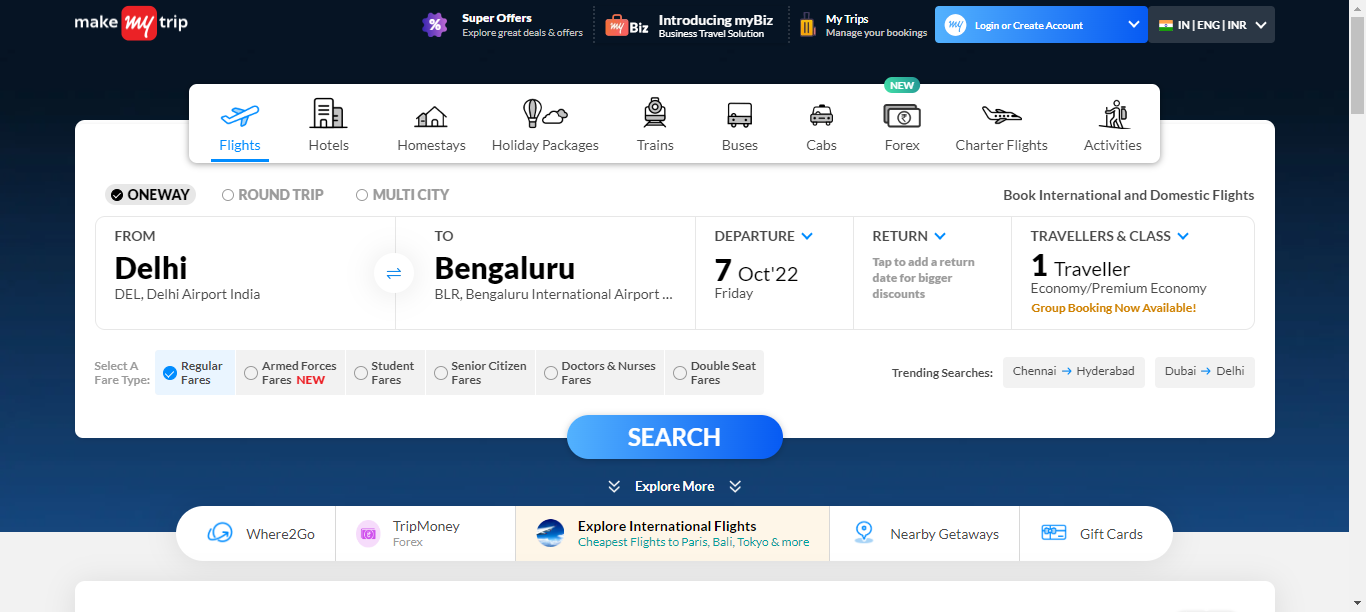 make my trip
Super Offers
Explore great deals & offers
my Biz
Introducing myBiz
Business Travel Solution
My Trips
Manage your bookings
my Login or Create Account
IN | ENG | INR
NEW
Flights
Hotels
Homestays
Holiday Packages
Trains
Buses
Cabs
Forex
Charter Flights
Activities
ONEWAY
ROUND TRIP
MULTI CITY
Book International and Domestic Flights
FROM
Delhi
DEL, Delhi Airport India
TO
Bengaluru
BLR, Bengaluru International Airport ...
DEPARTURE
7 Oct'22
Friday
RETURN
Tap to add a return
date for bigger
discounts
TRAVELLERS & CLASS
1 Traveller
Economy/Premium Economy
Group Booking Now Available!
Select A
Fare Type:
Regular
Fares
Armed Forces
Fares NEW
Student
Fares
Senior Citizen
Fares
Doctors & Nurses
Fares
Double Seat
Fares
Trending Searches:
Chennai → Hyderabad
Dubai → Delhi
SEARCH
Explore More
Where2Go
TripMoney
Forex
Explore International Flights
Cheapest Flights to Paris, Bali, Tokyo & more
Nearby Getaways
Gift Cards